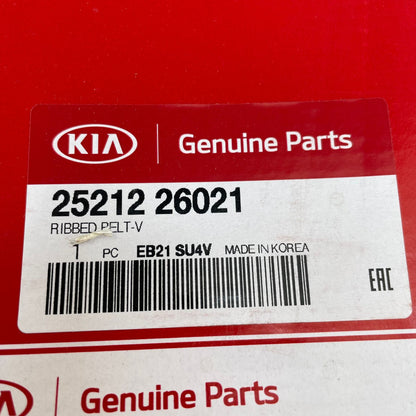 KIA
Genuine Parts
25212 26021
RIBBED BELT-V
1 PC EB21 SU4V MADE IN KOREA
EAC
KIA
Genuine Parts